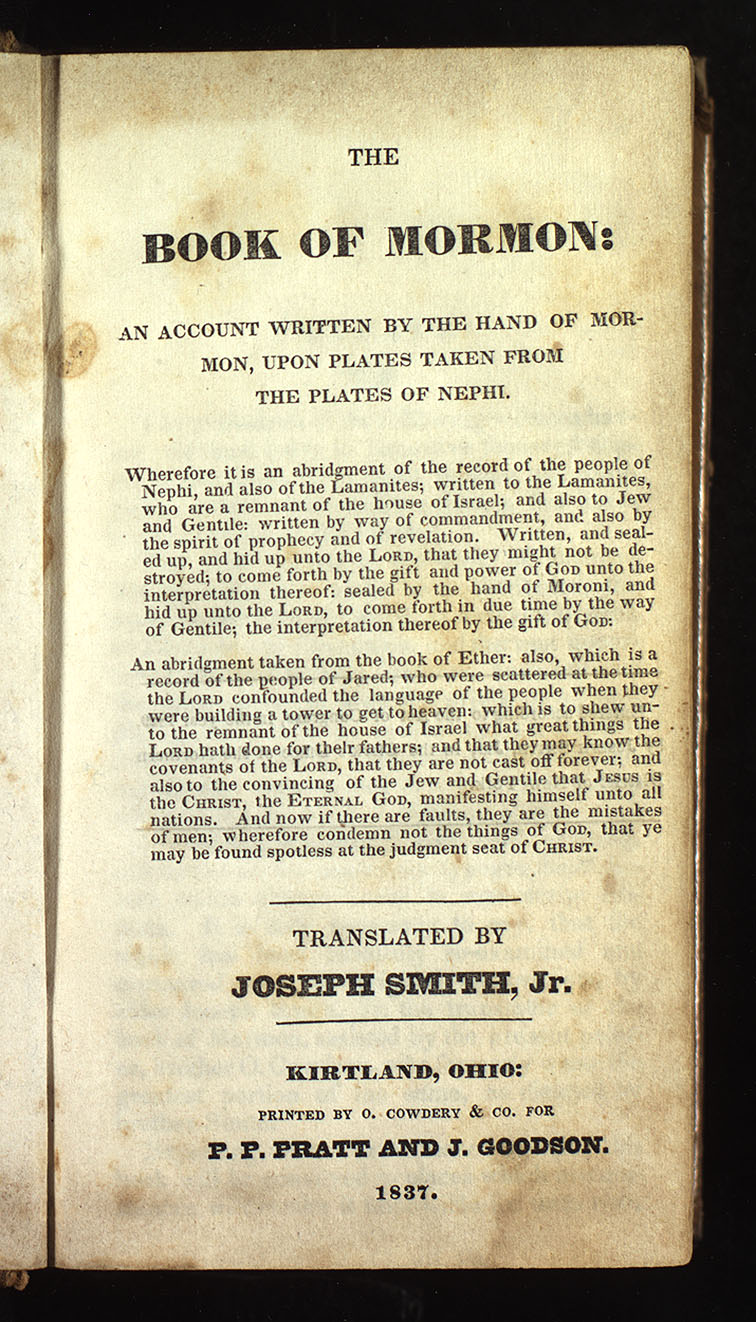 THE
BOOK OF MORMON:
AN ACCOUNT WRITTEN BY THE HAND OF MOR-
MON, UPON PLATES TAKEN FROM
THE PLATES OF NEPHI.
Wherefore it is an abridgment of the record of the people of
Nephi, and also of the Lamanites; written to the Lamanites,
who are a remnant of the house of Israel; and also to Jew
and Gentile: written by way of commandment, and also by
the spirit of prophecy and of revelation. Written, and seal-
ed up, and hid up unto the LORD, that they might not be de-
stroyed; to come forth by the gift and power of GOD unto the
interpretation thereof: sealed by the hand of Moroni, and
hid up unto the LORD, to come forth in due time by the way
of Gentile; the interpretation thereof by the gift of GOD:
An abridgment taken from the book of Ether: also, which is a
record of the people of Jared; who were scattered at the time
the LORD confounded the language of the people when they
were building a tower to get to heaven: which is to shew un-
to the remnant of the house of Israel what great things the
LORD hath done for their fathers; and that they may know the
covenants of the LORD, that they are not cast off forever; and
also to the convincing of the Jew and Gentile that JESUS is
the CHRIST, the ETERNAL GOD, manifesting himself unto all
nations. And now if there are faults, they are the mistakes
of men; wherefore condemn not the things of GOD, that ye
may be found spotless at the judgment seat of CHRIST.
TRANSLATED BY
JOSEPH SMITH, Jr.
KIRTLAND, OHIO:
PRINTED BY O. COWDERY & CO. FOR
P. P. PRATT AND J. GOODSON.
1837.